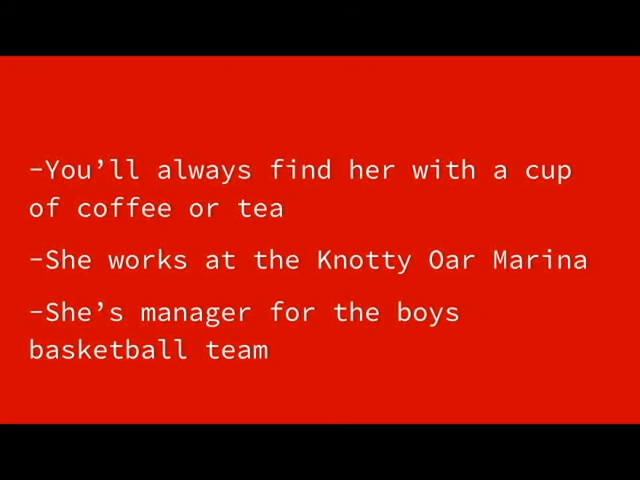 -You’ll always find her with a cup
of coffee or tea
-She works at the Knotty Oar Marina
-She’s manager for the boys
basketball team